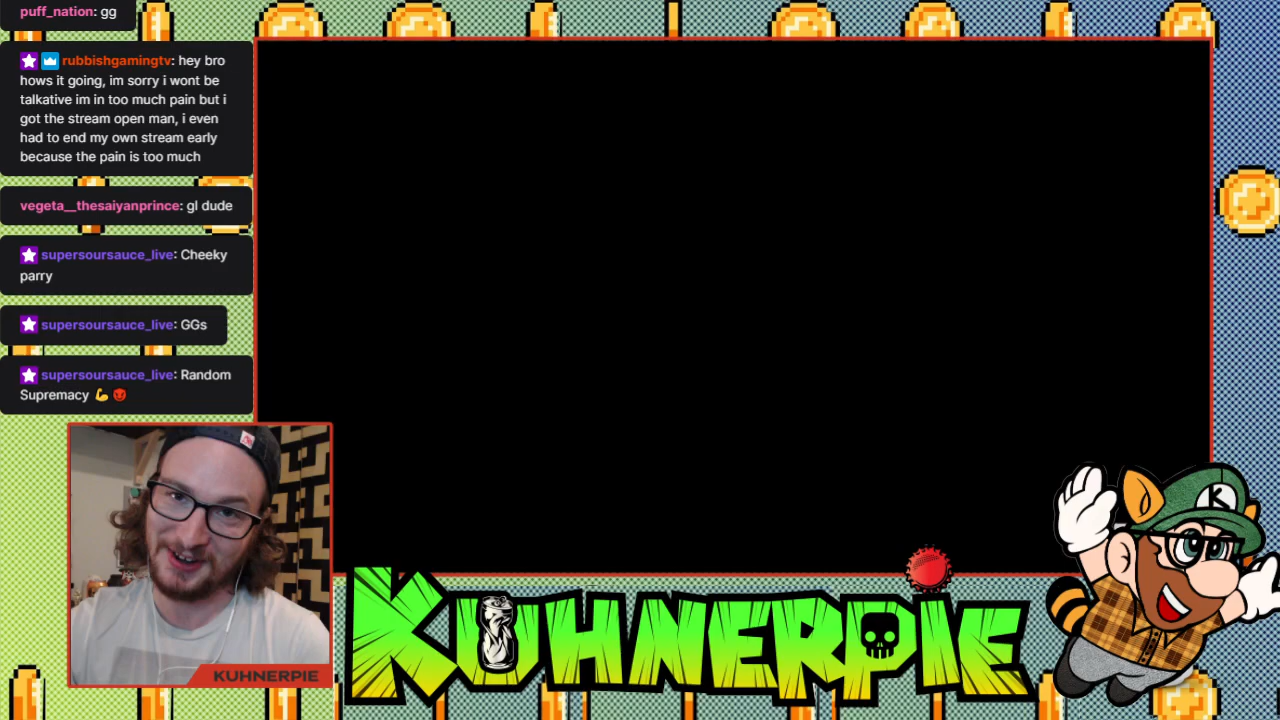 puff_nation: gg
rubbishgamingtv: hey bro
hows it going, im sorry i wont be
talkative im in too much pain but i
got the stream open man, i even
had to end my own stream early
because the pain is too much
vegeta__thesaiyanprince: gl dude
supersoursauce_live: Cheeky
parry
supersoursauce_live: GGs
supersoursauce_live: Random
Supremacy 💪 😡
KUHNERPIE
KUHNERPIE
K